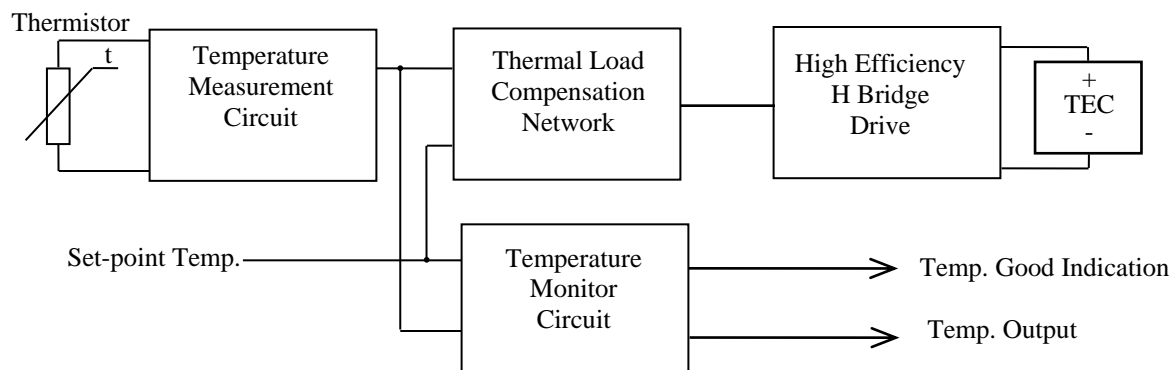 Thermistor
t
Temperature
Measurement
Circuit
Thermal Load
Compensation
Network
High Efficiency
H Bridge
Drive
+
TEC
-
Set-point Temp.
Temperature
Monitor
Circuit
Temp. Good Indication
Temp. Output